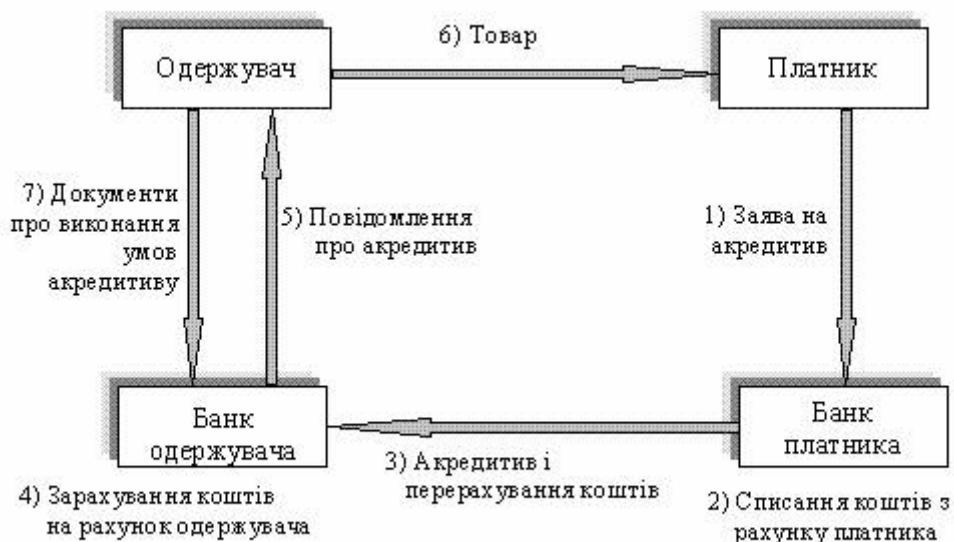 6) Товар
Одержувач
Платник
7) Документи
про виконання
умов
акредитиву
5) Повідомлення
про акредитив
1) Заява на
акредитив
Банк
одержувача
Банк
платника
3) Акредитив і
перерахування коштів
4) Зарахування коштів
на рахунок одержувача
2) Списання коштів з
рахунку платника